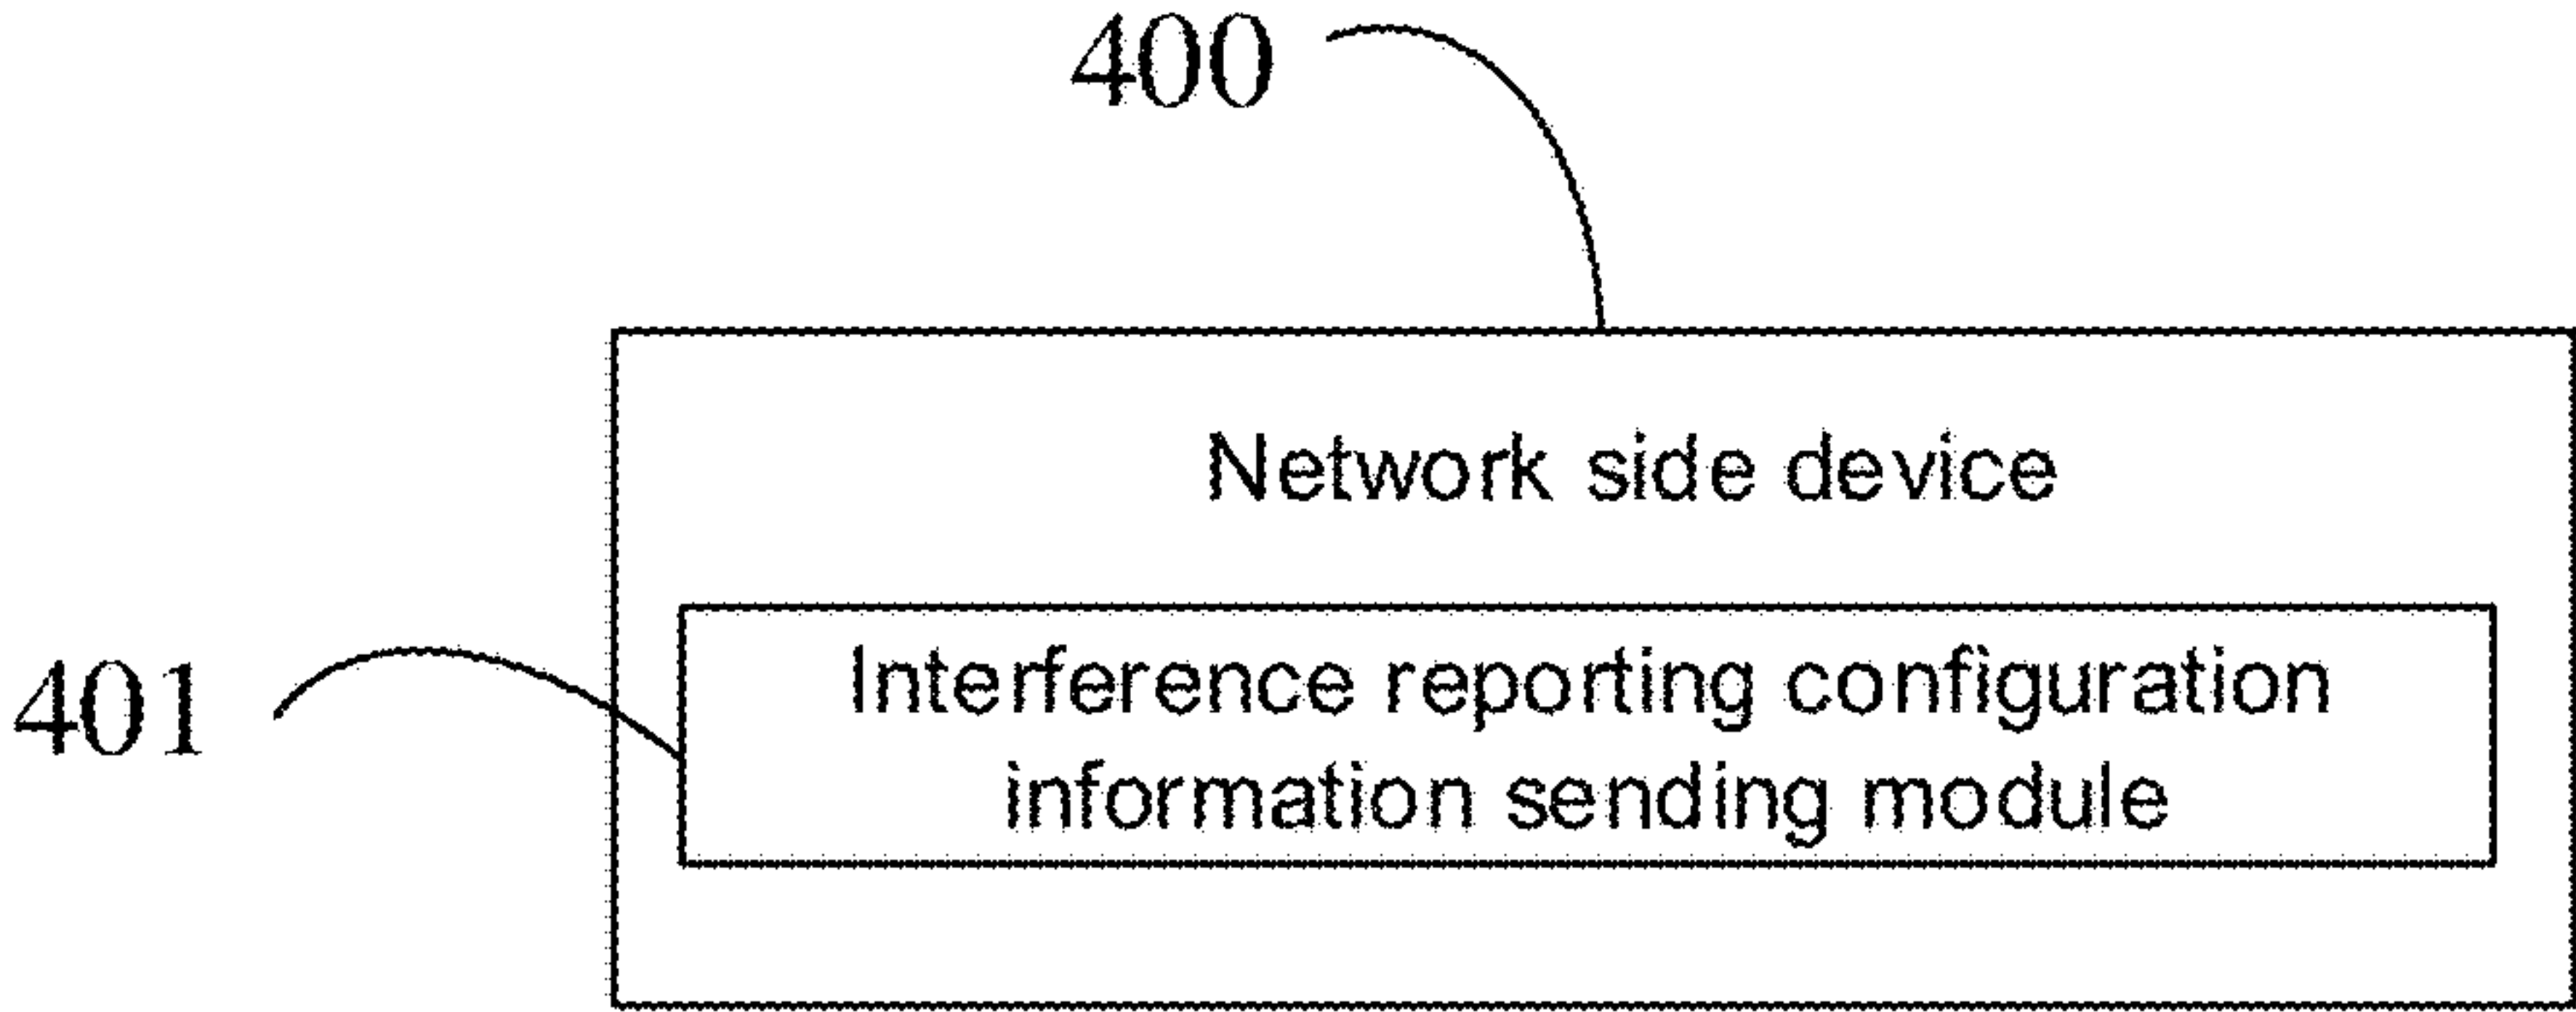 400
Network side device
401
Interference reporting configuration
information sending module